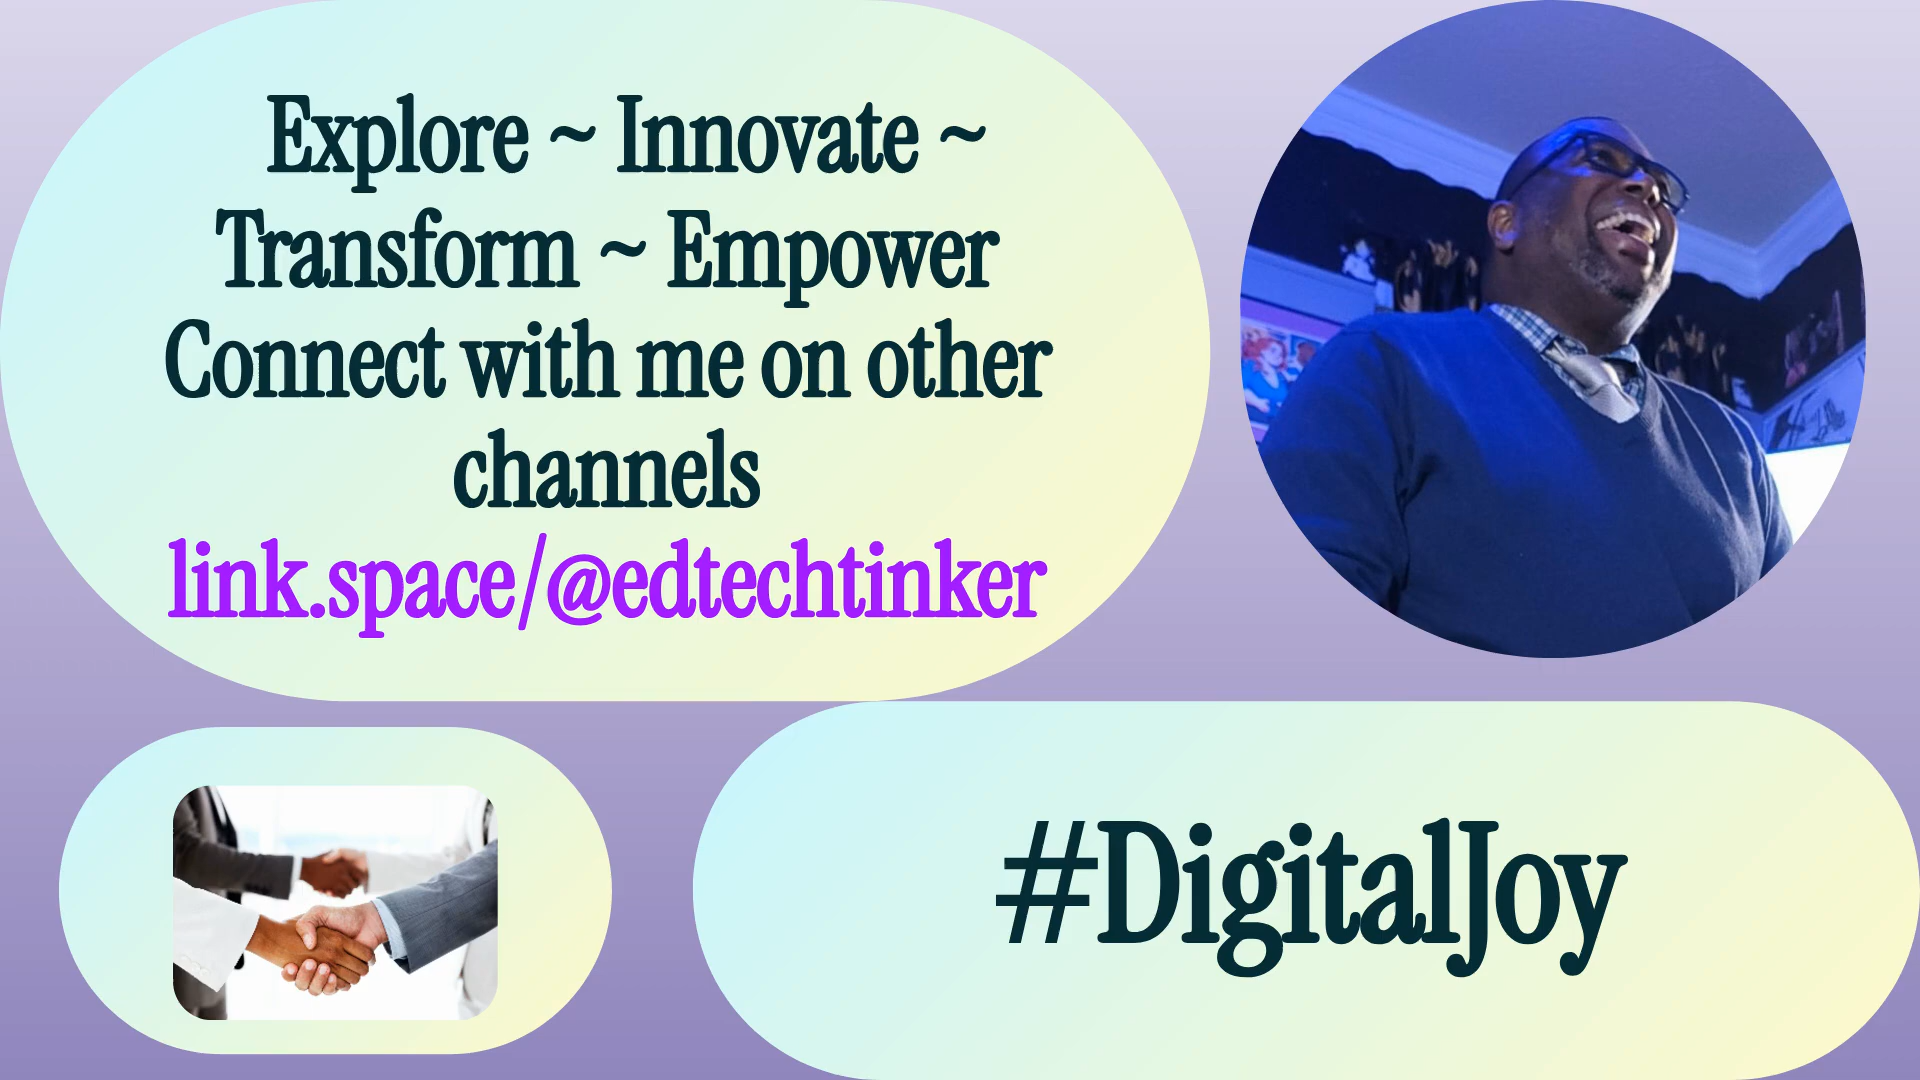 Explore ~ Innovate ~
Transform ~ Empower
Connect with me on other
channels
link.space/@edtechtinker
#DigitalJoy